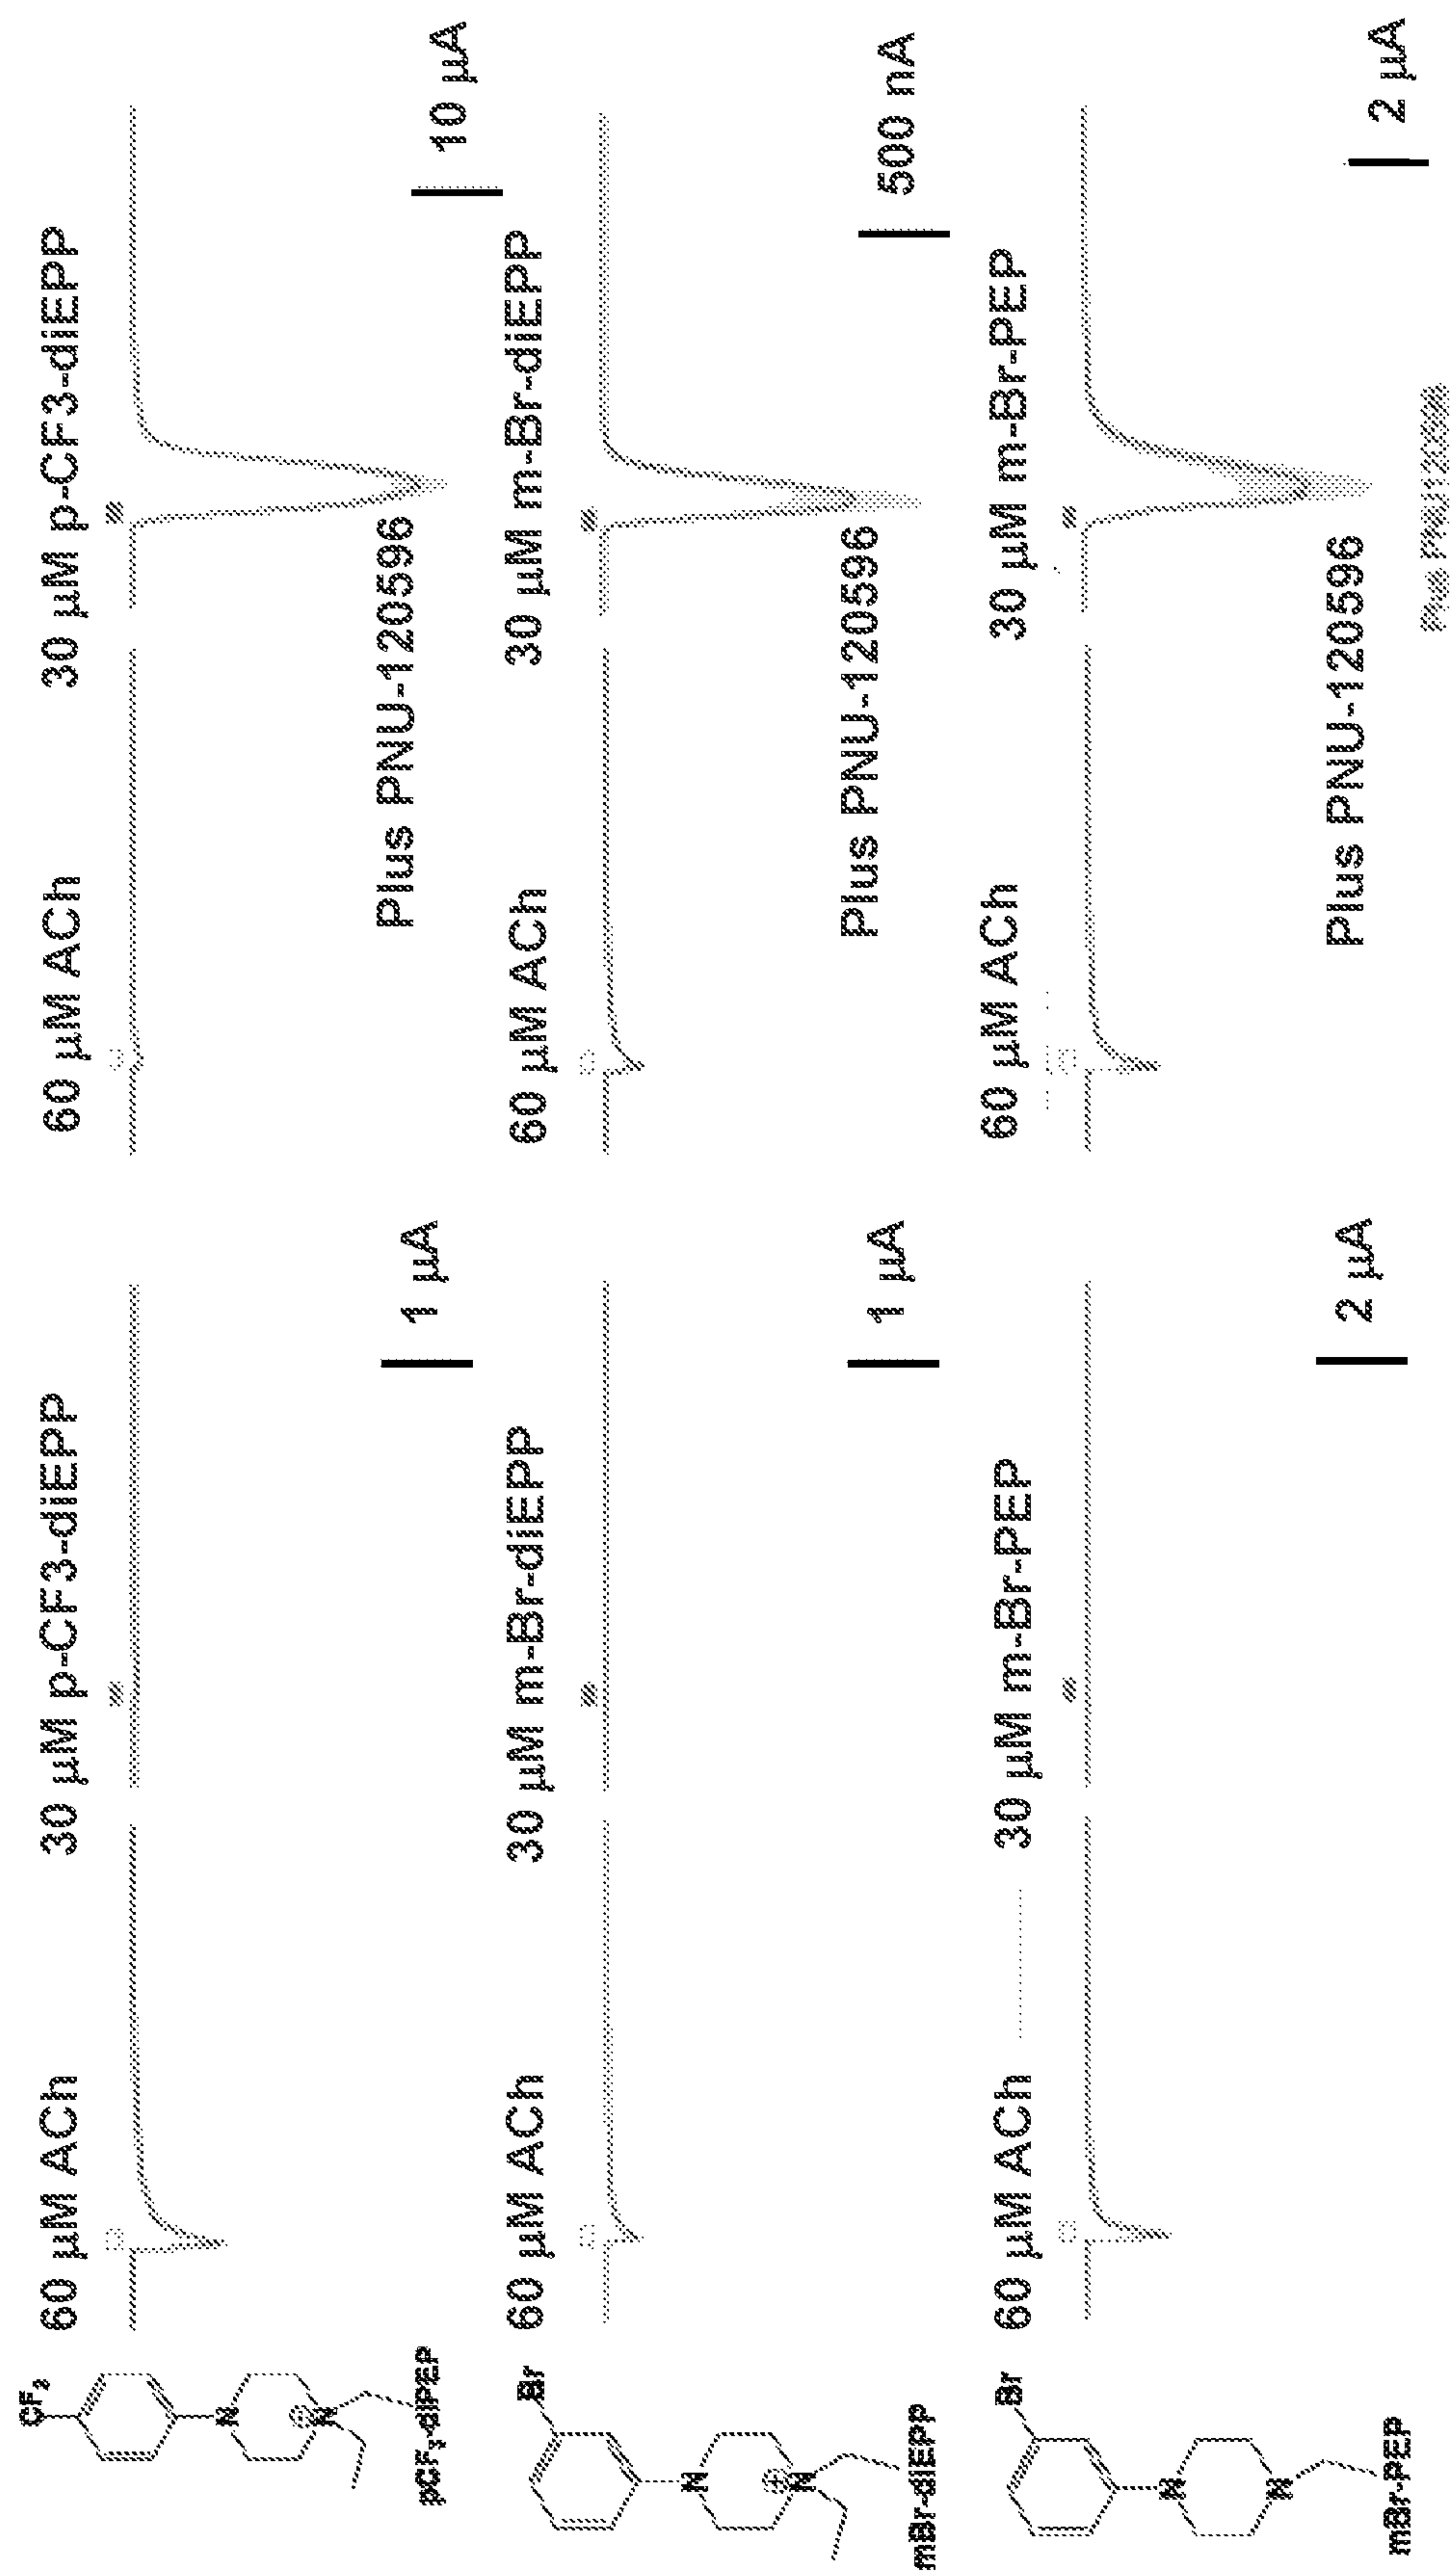 CF₃
60 µM ACh
30 µM p-CF3-diEPP
60 µM ACh
30 µM p-CF3-diEPP
N
⊕
N
pCF₃-diPEP
1 µA
Plus PNU-120596
10 µA
Br
60 µM ACh
30 µM m-Br-diEPP
60 µM ACh
30 µM m-Br-diEPP
N
⊕
N
mBr-diEPP
1 µA
Plus PNU-120596
500 nA
Br
60 µM ACh
30 µM m-Br-PEP
60 µM ACh
30 µM m-Br-PEP
N
N
mBr-PEP
2 µA
Plus PNU-120596
2 µA